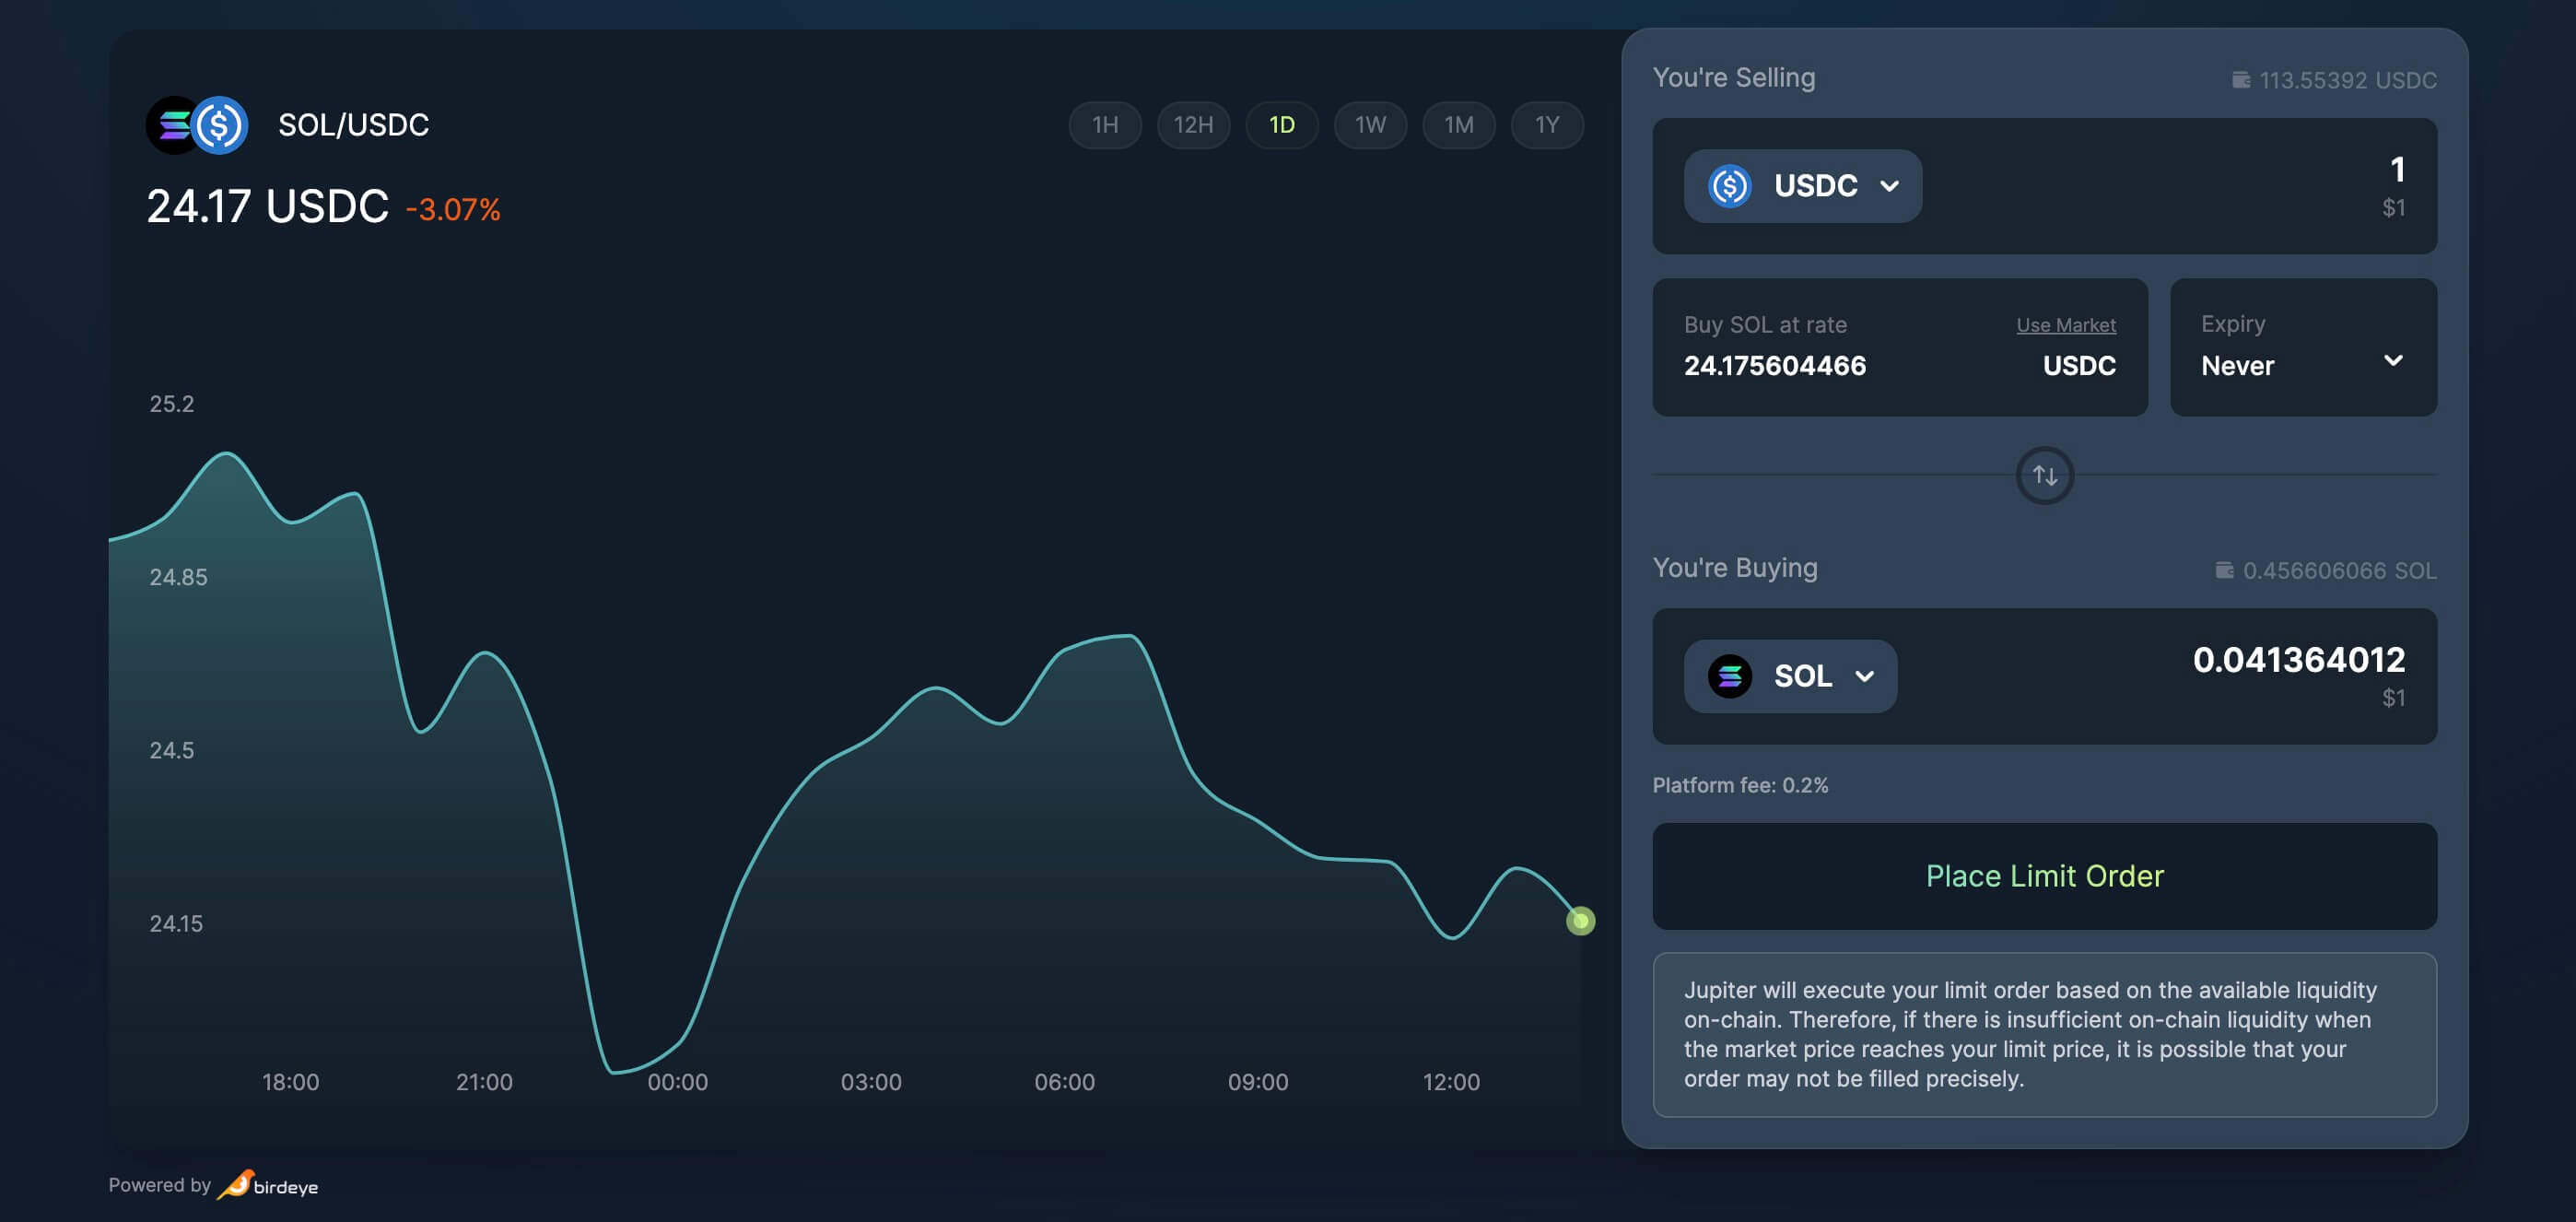 SOL/USDC
1H 12H 1D 1W 1M 1Y
24.17 USDC -3.07%
25.2
24.85
24.5
24.15
18:00 21:00 00:00 03:00 06:00 09:00 12:00
Powered by birdeye
You're Selling 113.55392 USDC
USDC 1
$1
Buy SOL at rate Use Market
24.175604466 USDC
Expiry
Never
You're Buying 0.456606066 SOL
SOL 0.041364012
$1
Platform fee: 0.2%
Place Limit Order
Jupiter will execute your limit order based on the available liquidity
on-chain. Therefore, if there is insufficient on-chain liquidity when
the market price reaches your limit price, it is possible that your
order may not be filled precisely.